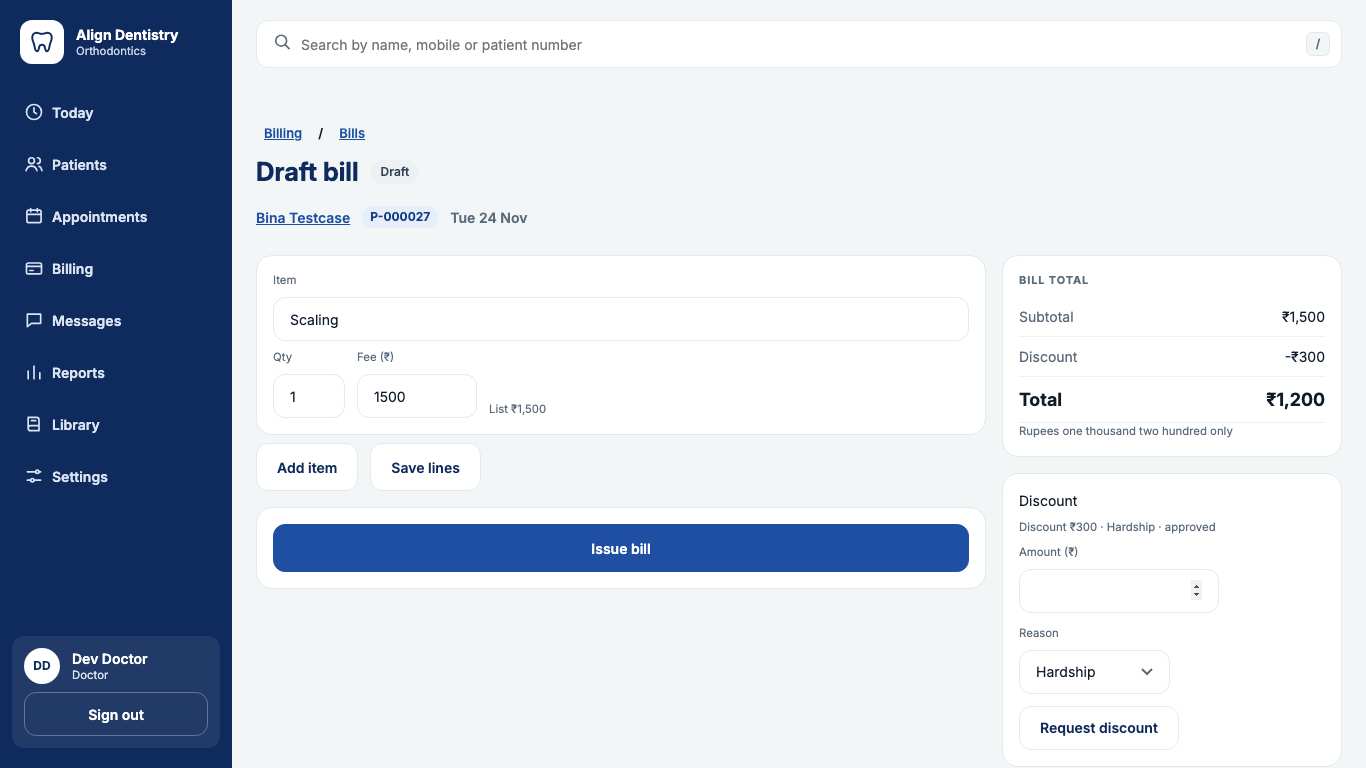 Align Dentistry
Orthodontics
Today
Patients
Appointments
Billing
Messages
Reports
Library
Settings
DD
Dev Doctor
Doctor
Sign out
Search by name, mobile or patient number
/
Billing / Bills
Draft bill Draft
Bina Testcase P-000027 Tue 24 Nov
Item
Scaling
Qty Fee (₹)
1 1500 List ₹1,500
Add item Save lines
Issue bill
BILL TOTAL
Subtotal ₹1,500
Discount -₹300
Total ₹1,200
Rupees one thousand two hundred only
Discount
Discount ₹300 · Hardship · approved
Amount (₹)
Reason
Hardship
Request discount